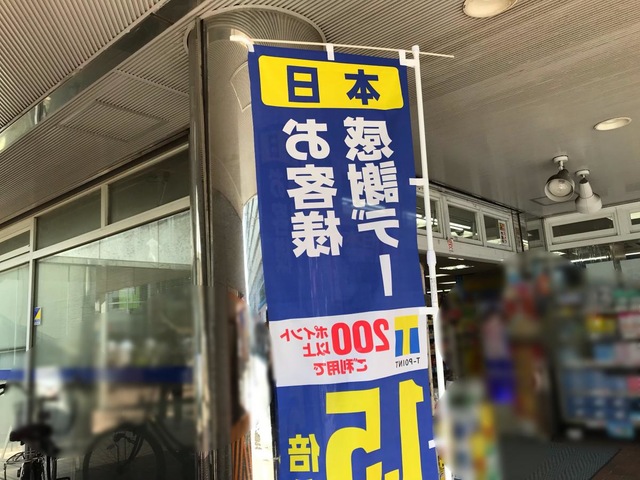 本日
お客様
感謝デー
T-POINT
200ポイント以上
ご利用で
1.5倍